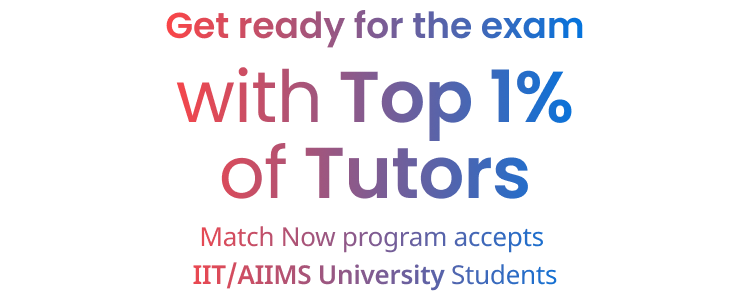 Get ready for the exam
with Top 1%
of Tutors
Match Now program accepts
IIT/AIIMS University Students